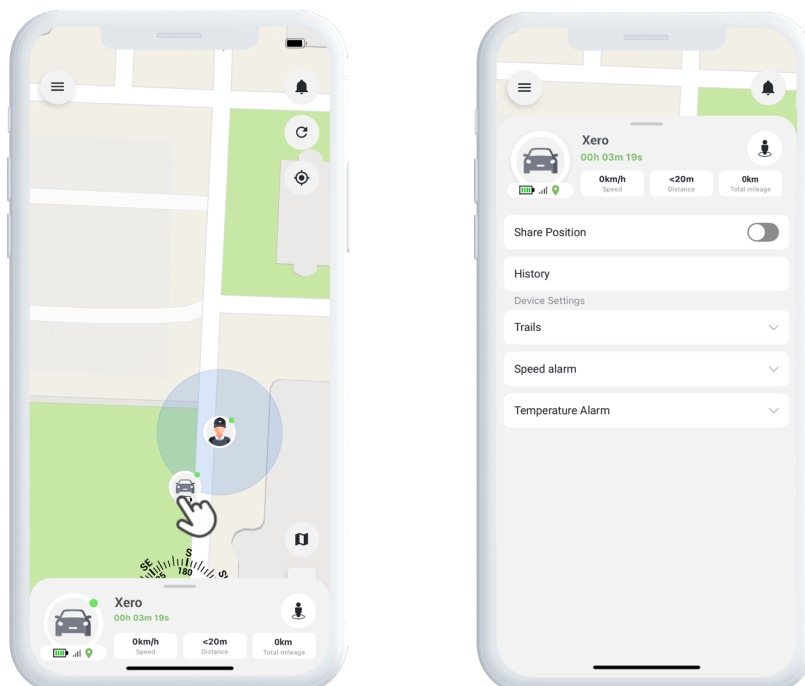 SE
S
180
Xero
00h 03m 19s
0km/h
<20m
0km
Speed
Distance
Total mileage
Xero
00h 03m 19s
0km/h
<20m
0km
Speed
Distance
Total mileage
Share Position
History
Device Settings
Trails
Speed alarm
Temperature Alarm